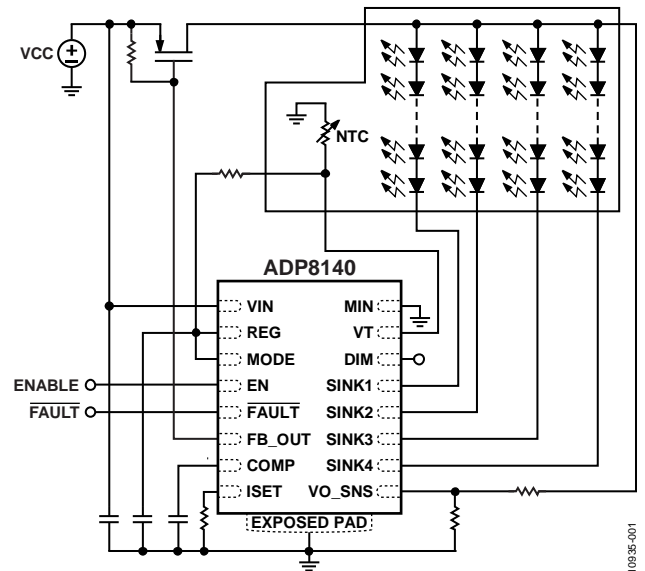 VCC
NTC
ADP8140
VIN MIN
REG VT
MODE DIM
ENABLE EN SINK1
FAULT FAULT SINK2
FB_OUT SINK3
COMP SINK4
ISET VO_SNS
EXPOSED PAD
10935-001